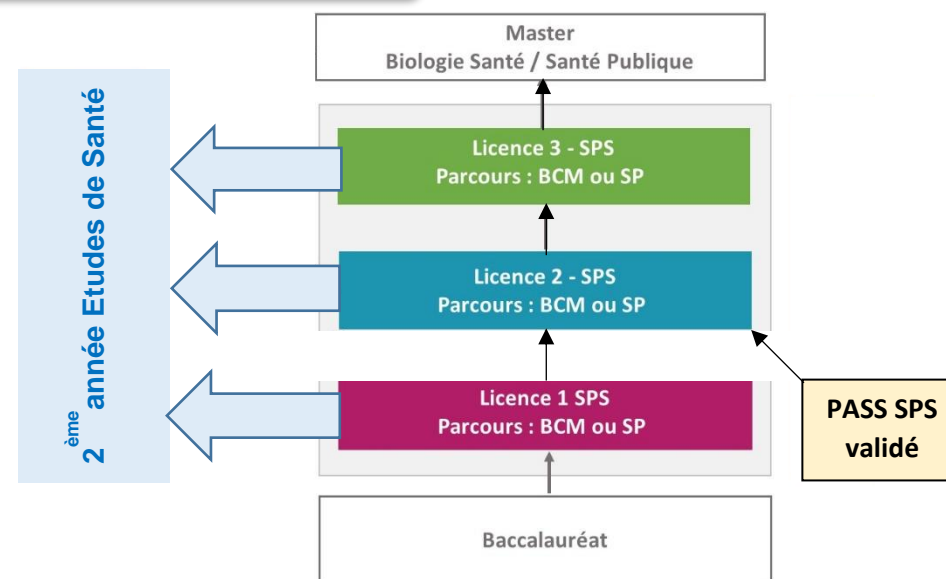 Master
Biologie Santé / Santé Publique
2ème année Etudes de Santé
Licence 3 - SPS
Parcours : BCM ou SP
Licence 2 - SPS
Parcours : BCM ou SP
Licence 1 SPS
Parcours : BCM ou SP
PASS SPS
validé
Baccalauréat